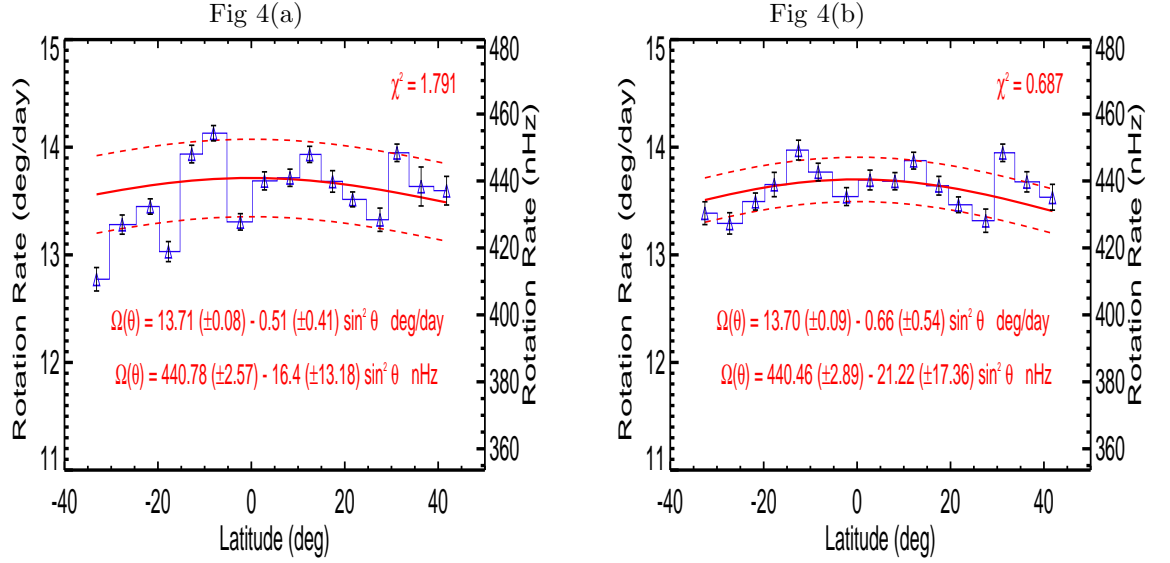 Fig 4(a)
15
14
13
12
11
Rotation Rate (deg/day)
480
460
440
420
400
380
360
Rotation Rate (nHz)
χ² = 1.791
Ω(θ) = 13.71 (±0.08) - 0.51 (±0.41) sin² θ deg/day
Ω(θ) = 440.78 (±2.57) - 16.4 (±13.18) sin² θ nHz
-40 -20 0 20 40
Latitude (deg)
Fig 4(b)
15
14
13
12
11
Rotation Rate (deg/day)
480
460
440
420
400
380
360
Rotation Rate (nHz)
χ² = 0.687
Ω(θ) = 13.70 (±0.09) - 0.66 (±0.54) sin² θ deg/day
Ω(θ) = 440.46 (±2.89) - 21.22 (±17.36) sin² θ nHz
-40 -20 0 20 40
Latitude (deg)